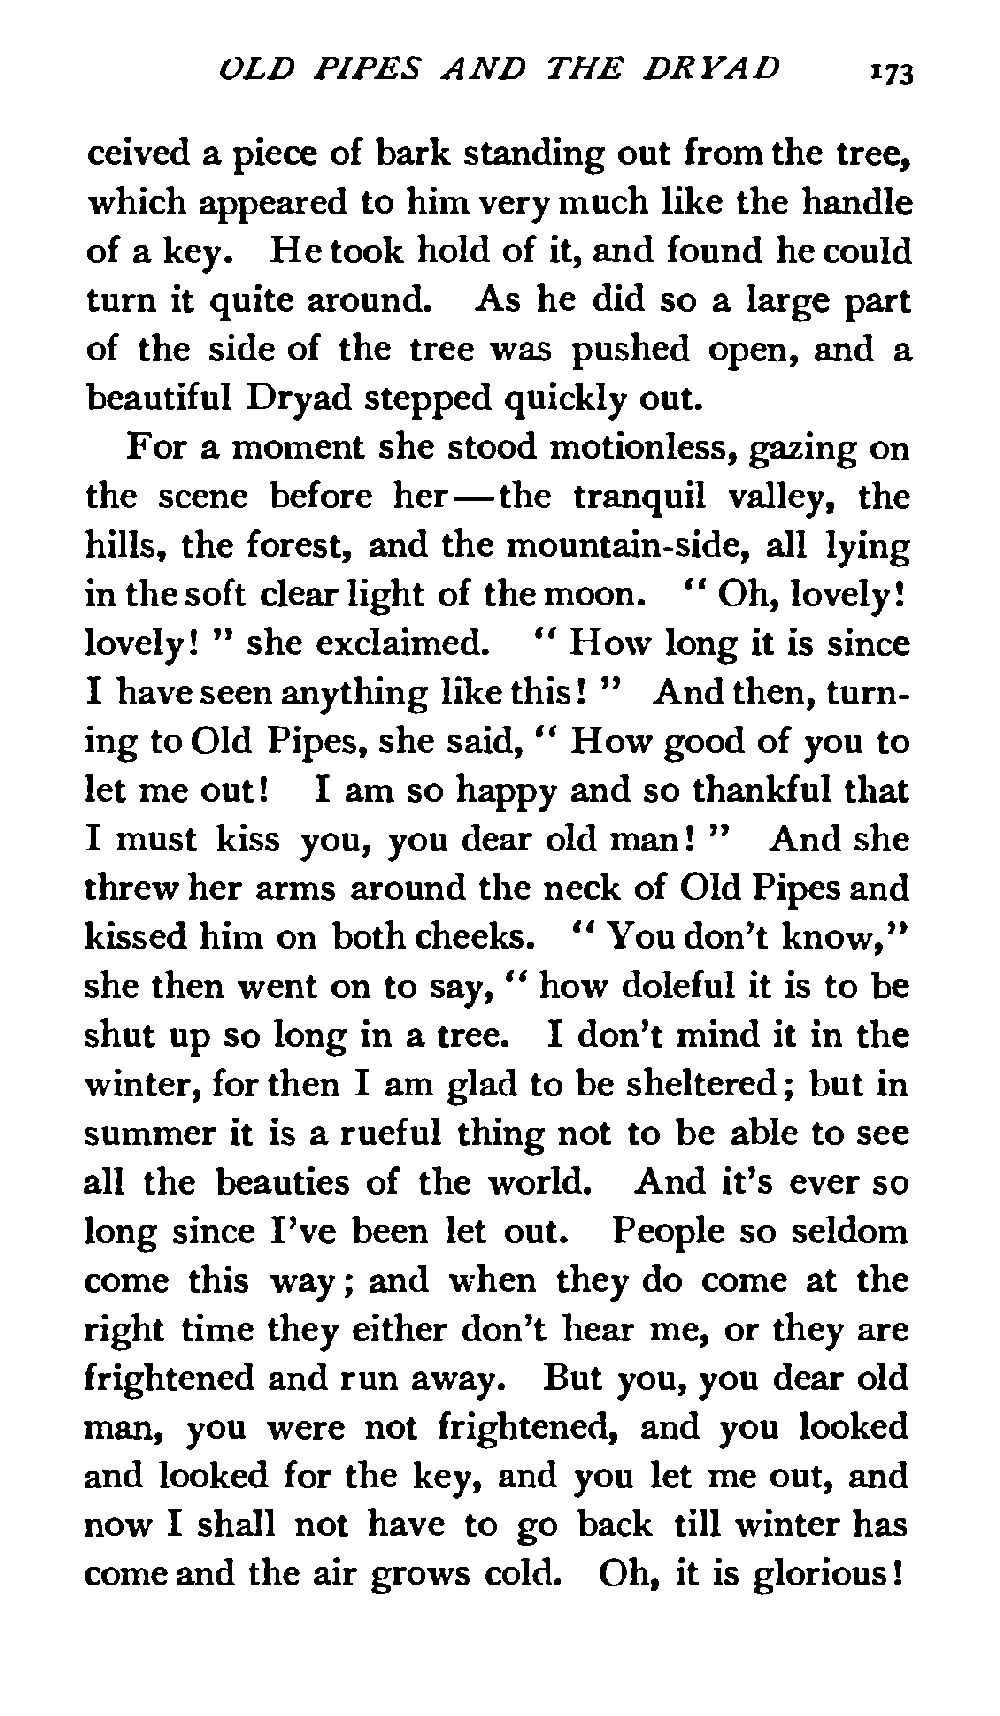 OLD PIPES AND THE DRYAD 173
ceived a piece of bark standing out from the tree,
which appeared to him very much like the handle
of a key. He took hold of it, and found he could
turn it quite around. As he did so a large part
of the side of the tree was pushed open, and a
beautiful Dryad stepped quickly out.
For a moment she stood motionless, gazing on
the scene before her—the tranquil valley, the
hills, the forest, and the mountain-side, all lying
in the soft clear light of the moon. “ Oh, lovely!
lovely! ” she exclaimed. “ How long it is since
I have seen anything like this! ” And then, turn-
ing to Old Pipes, she said, “ How good of you to
let me out! I am so happy and so thankful that
I must kiss you, you dear old man! ” And she
threw her arms around the neck of Old Pipes and
kissed him on both cheeks. “ You don’t know,”
she then went on to say, “ how doleful it is to be
shut up so long in a tree. I don’t mind it in the
winter, for then I am glad to be sheltered; but in
summer it is a rueful thing not to be able to see
all the beauties of the world. And it’s ever so
long since I’ve been let out. People so seldom
come this way; and when they do come at the
right time they either don’t hear me, or they are
frightened and run away. But you, you dear old
man, you were not frightened, and you looked
and looked for the key, and you let me out, and
now I shall not have to go back till winter has
come and the air grows cold. Oh, it is glorious!